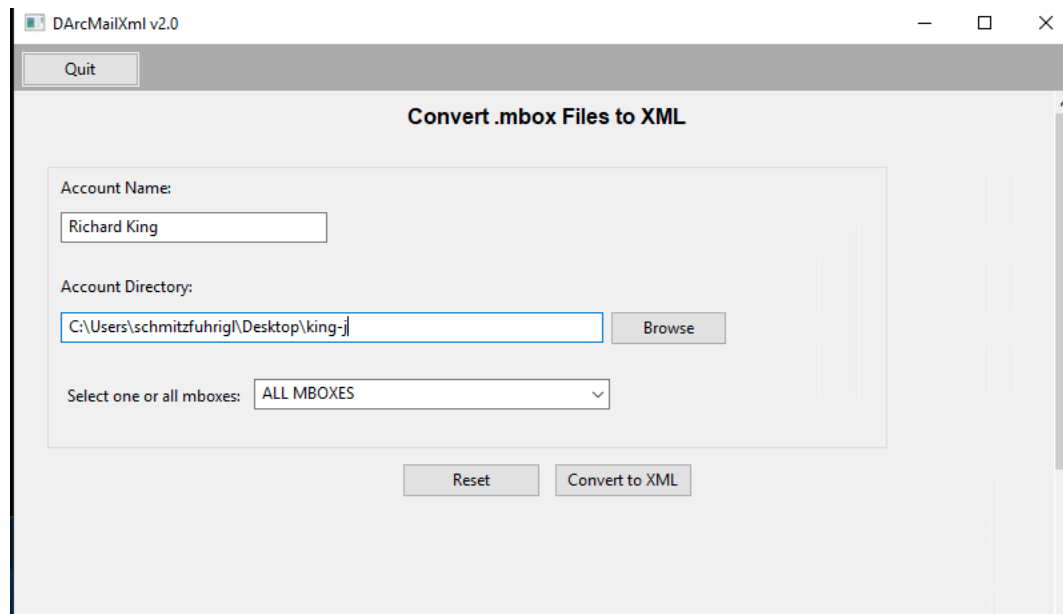 DArcMailXml v2.0
Quit
Convert .mbox Files to XML
Account Name:
Richard King
Account Directory:
C:\Users\schmitzfuhrigl\Desktop\king-j
Browse
Select one or all mboxes: ALL MBOXES
Reset Convert to XML